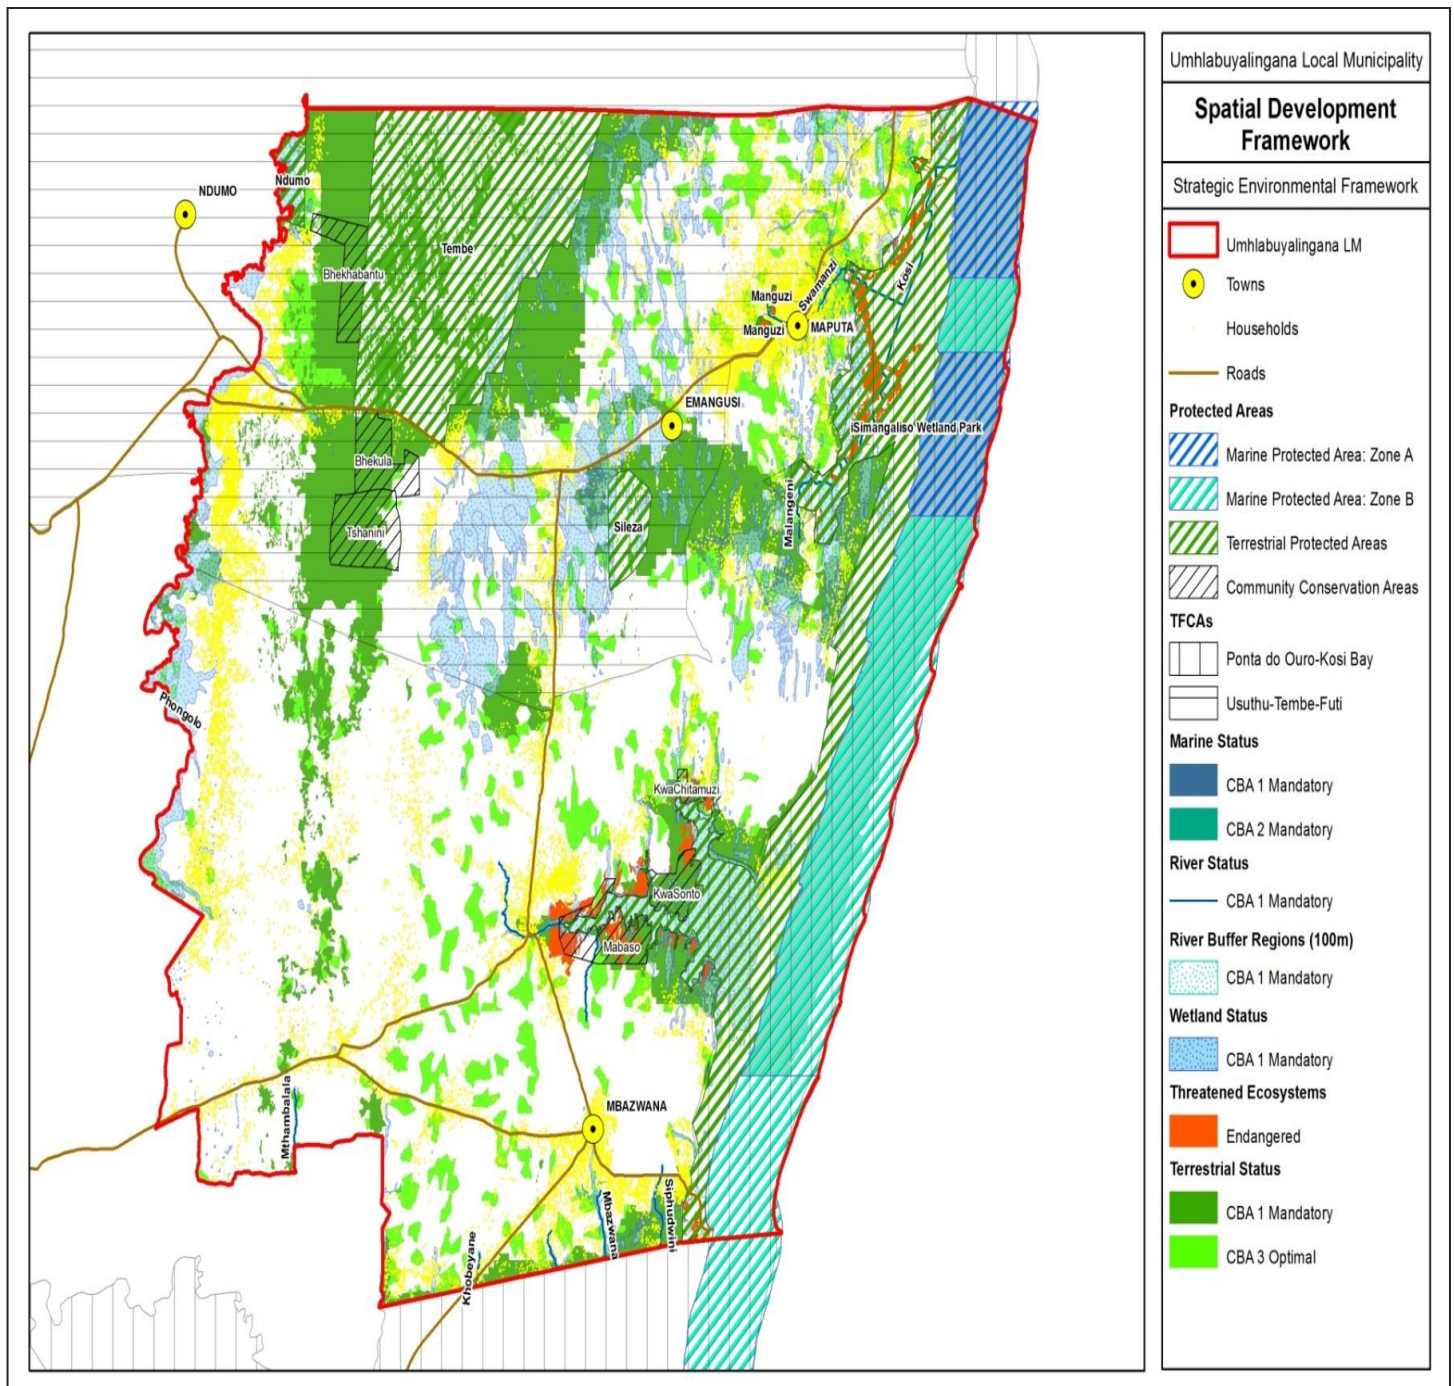 Umhlabuyalingana Local Municipality
Spatial Development
Framework
Strategic Environmental Framework
Umhlabuyalingana LM
Towns
Households
Roads
Protected Areas
Marine Protected Area: Zone A
Marine Protected Area: Zone B
Terrestrial Protected Areas
Community Conservation Areas
TFCAs
Ponta do Ouro-Kosi Bay
Usuthu-Tembe-Futi
Marine Status
CBA 1 Mandatory
CBA 2 Mandatory
River Status
CBA 1 Mandatory
River Buffer Regions (100m)
CBA 1 Mandatory
Wetland Status
CBA 1 Mandatory
Threatened Ecosystems
Endangered
Terrestrial Status
CBA 1 Mandatory
CBA 3 Optimal
NDUMO
Ndumo
Tembe
Bhekhabantu
Kosi
Swamanzi
Manguzi
Manguzi
MAPUTA
EMANGUSI
iSimangaliso Wetland Park
Bhekula
Tshanini
Sileza
Malangeni
Phongolo
KwaChitamuzi
KwaSonto
Mabaso
Mthambalala
MBAZWANA
Mbazwana
Siphudwini
Khobeyane